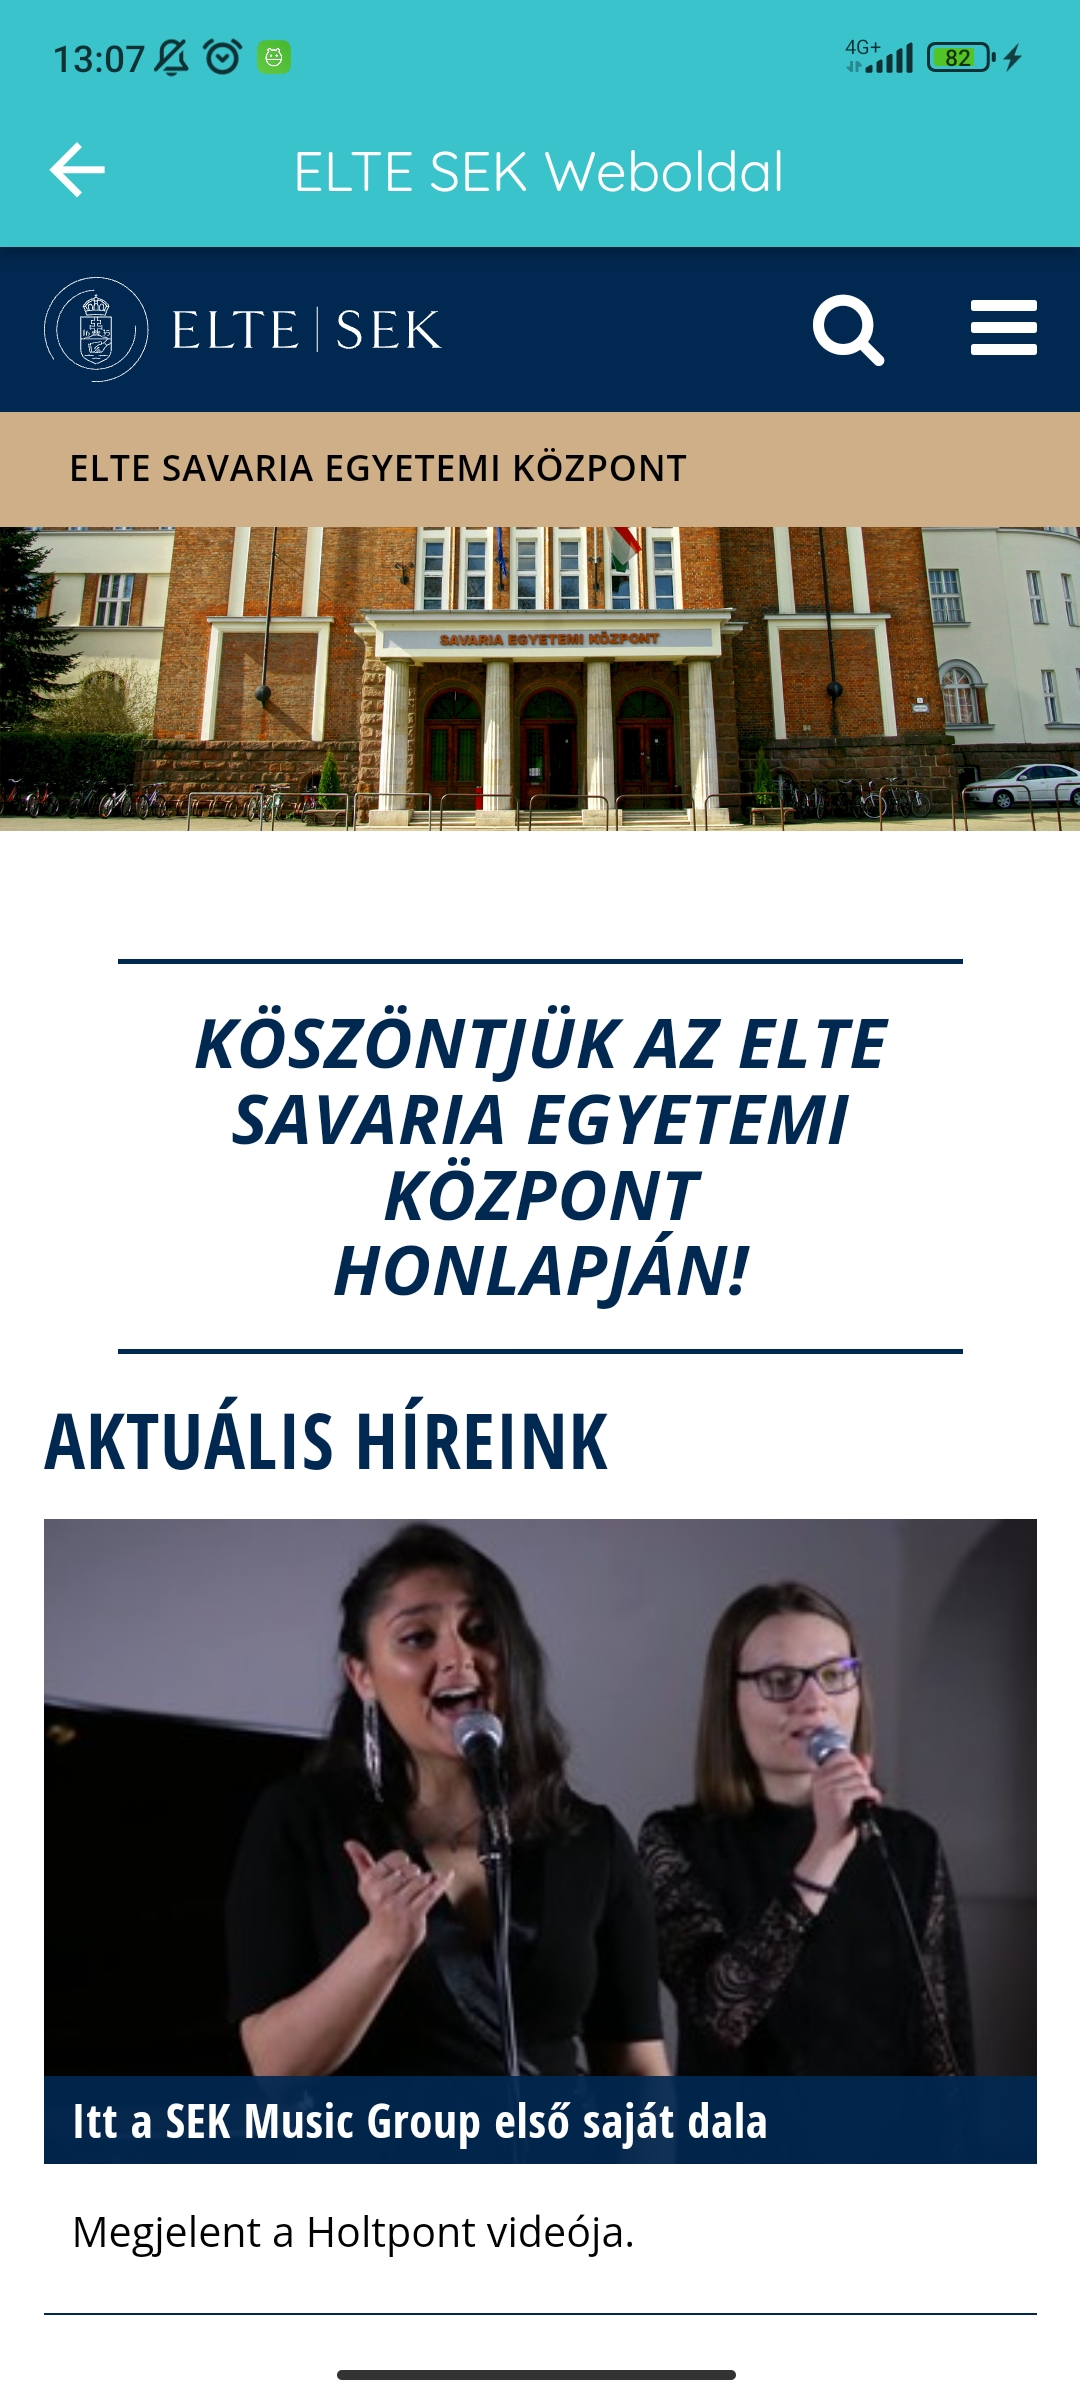 13:07
4G+
82
ELTE SEK Weboldal
ELTE | SEK
ELTE SAVARIA EGYETEMI KÖZPONT
SAVARIA EGYETEMI KÖZPONT
KÖSZÖNTJÜK AZ ELTE
SAVARIA EGYETEMI
KÖZPONT
HONLAPJÁN!
AKTUÁLIS HÍREINK
Itt a SEK Music Group első saját dala
Megjelent a Holtpont videója.